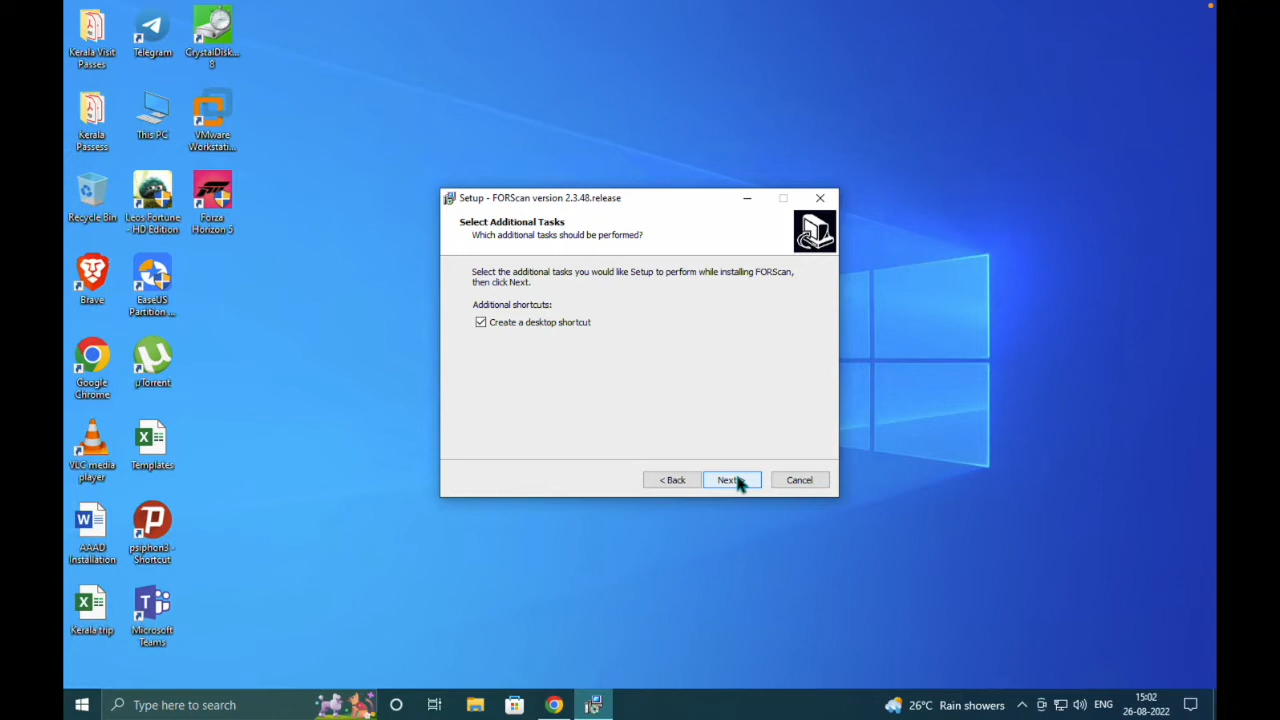 Kerala Visit
Passes
Telegram
CrystalDisk...
8
Kerala
Passess
This PC
VMware
Workstati...
Recycle Bin
Leos Fortune
- HD Edition
Forza
Horizon 5
Brave
EaseUS
Partition ...
Google
Chrome
µTorrent
VLC media
player
Templates
AAAD
Installation
psiphon3 -
Shortcut
Kerala trip
Microsoft
Teams
Setup - FORScan version 2.3.48.release
Select Additional Tasks
Which additional tasks should be performed?
Select the additional tasks you would like Setup to perform while installing FORScan,
then click Next.
Additional shortcuts:
Create a desktop shortcut
< Back
Next
Cancel
Type here to search
26°C Rain showers
ENG
15:02
26-08-2022